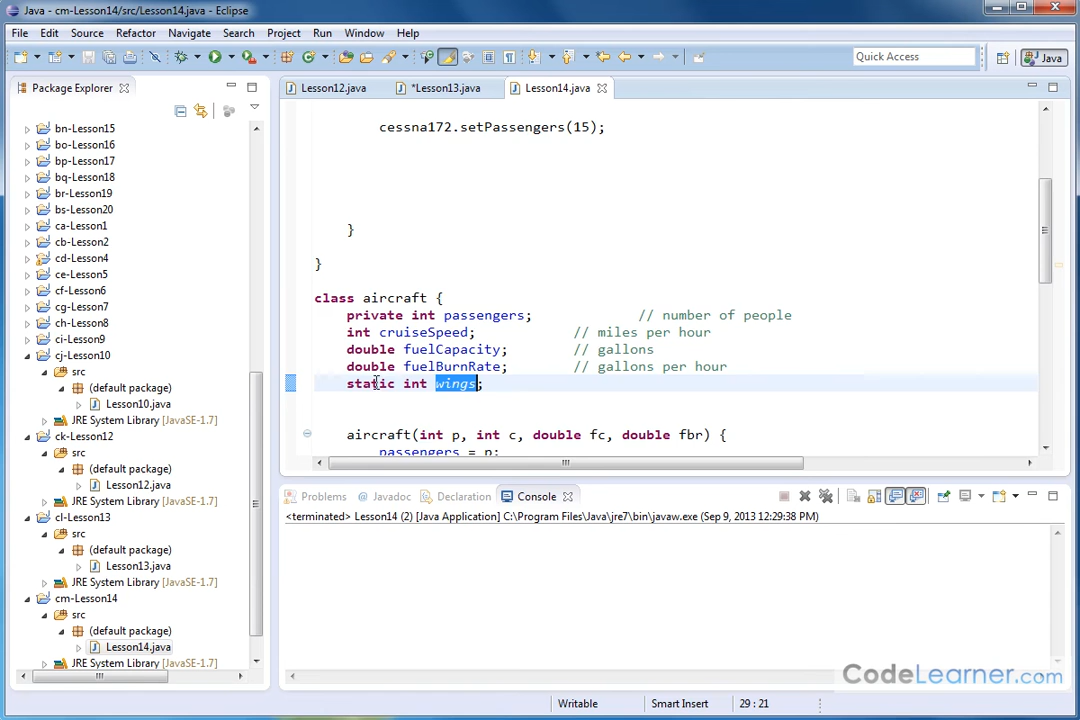 Java - cm-Lesson14/src/Lesson14.java - Eclipse
File Edit Source Refactor Navigate Search Project Run Window Help
Quick Access
Java
Package Explorer
Lesson12.java
*Lesson13.java
Lesson14.java
bn-Lesson15
bo-Lesson16
bp-Lesson17
bq-Lesson18
br-Lesson19
bs-Lesson20
ca-Lesson1
cb-Lesson2
cd-Lesson4
ce-Lesson5
cf-Lesson6
cg-Lesson7
ch-Lesson8
ci-Lesson9
cj-Lesson10
src
(default package)
Lesson10.java
JRE System Library [JavaSE-1.7]
ck-Lesson12
src
(default package)
Lesson12.java
JRE System Library [JavaSE-1.7]
cl-Lesson13
src
(default package)
Lesson13.java
JRE System Library [JavaSE-1.7]
cm-Lesson14
src
(default package)
Lesson14.java
JRE System Library [JavaSE-1.7]
cessna172.setPassengers(15);
}
}
class aircraft {
private int passengers; // number of people
int cruiseSpeed; // miles per hour
double fuelCapacity; // gallons
double fuelBurnRate; // gallons per hour
static int wings;
aircraft(int p, int c, double fc, double fbr) {
passengers = p;
Problems @ Javadoc Declaration Console
<terminated> Lesson14 (2) [Java Application] C:\Program Files\Java\jre7\bin\javaw.exe (Sep 9, 2013 12:29:38 PM)
CodeLearner.com
Writable Smart Insert 29 : 21